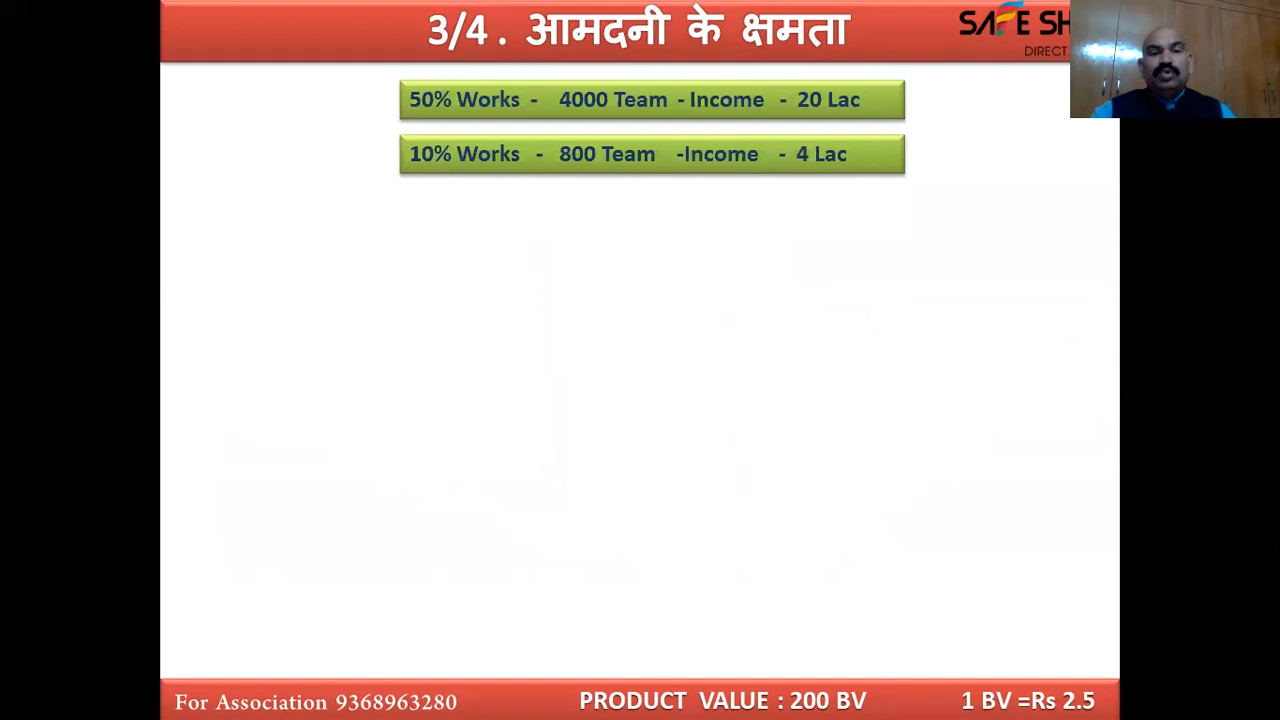 3/4 . आमदनी के क्षमता
SAFE SH
DIRECT
50% Works - 4000 Team - Income - 20 Lac
10% Works - 800 Team -Income - 4 Lac
For Association 9368963280 PRODUCT VALUE : 200 BV 1 BV =Rs 2.5